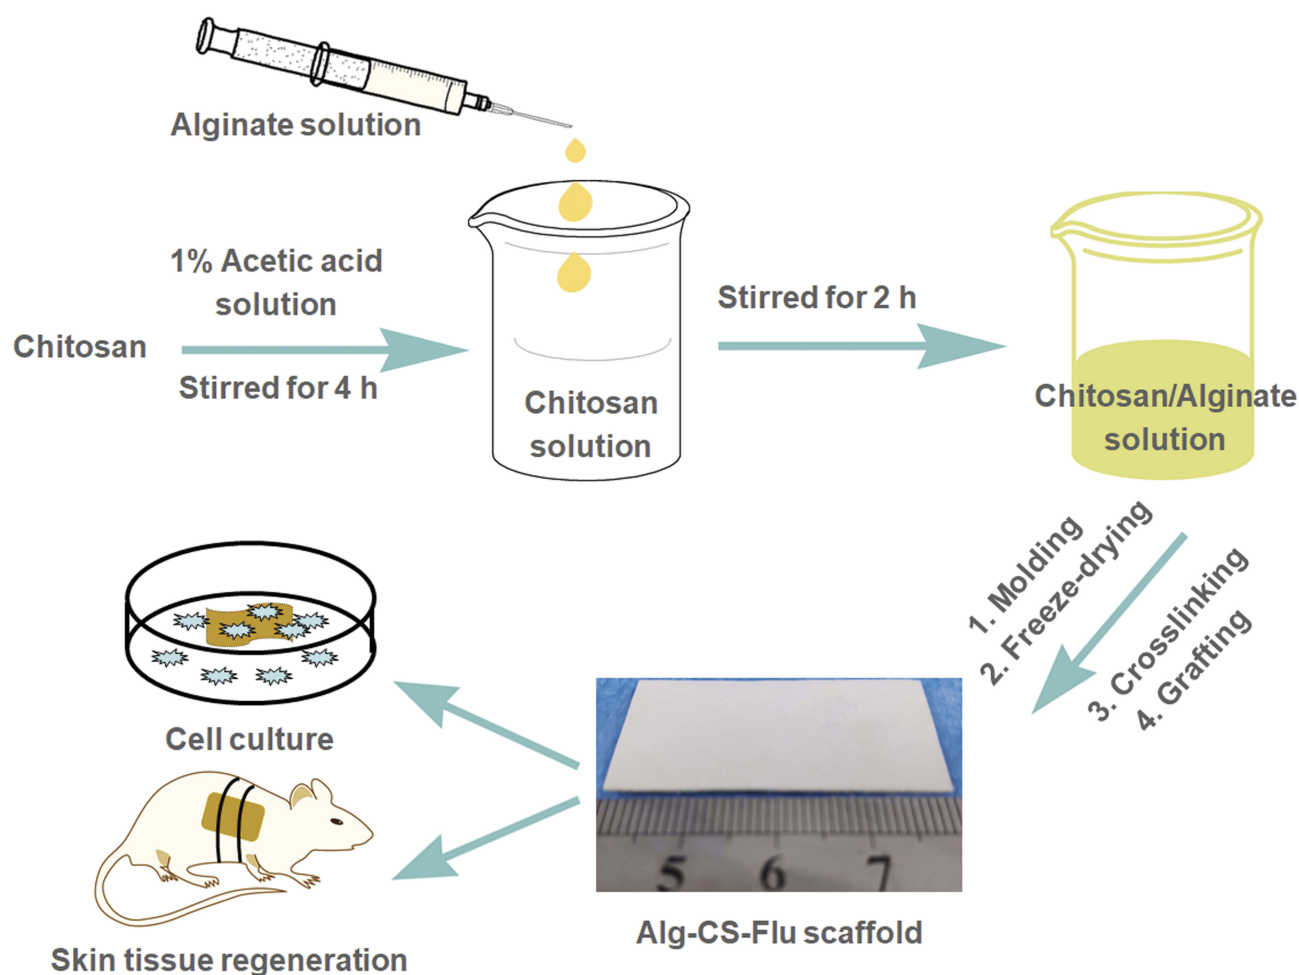 Alginate solution
1% Acetic acid
solution
Chitosan
Stirred for 4 h
Chitosan
solution
Stirred for 2 h
Chitosan/Alginate
solution
1. Molding
2. Freeze-drying
3. Crosslinking
4. Grafting
5 6 7
Alg-CS-Flu scaffold
Cell culture
Skin tissue regeneration